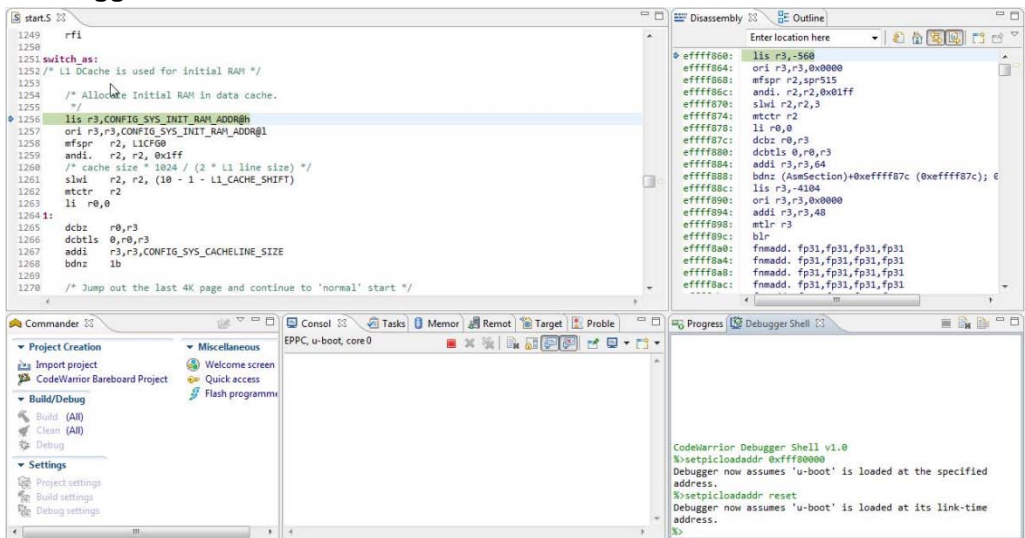 start.S
1249 rfi
1250
1251 switch_as:
1252 /* L1 DCache is used for initial RAM */
1253
1254 /* Allocate Initial RAM in data cache.
1255 */
1256 lis r3,CONFIG_SYS_INIT_RAM_ADDR@h
1257 ori r3,r3,CONFIG_SYS_INIT_RAM_ADDR@l
1258 mfspr r2, L1CFG0
1259 andi. r2, r2, 0x1ff
1260 /* cache size * 1024 / (2 * L1 line size) */
1261 slwi r2, r2, (10 - 1 - L1_CACHE_SHIFT)
1262 mtctr r2
1263 li r0,0
1264 1:
1265 dcbz r0,r3
1266 dcbtls 0,r0,r3
1267 addi r3,r3,CONFIG_SYS_CACHELINE_SIZE
1268 bdnz 1b
1269
1270 /* Jump out the last 4K page and continue to 'normal' start */
Disassembly Outline
Enter location here
effff860: lis r3,-560
effff864: ori r3,r3,0x0000
effff868: mfspr r2,spr515
effff86c: andi. r2,r2,0x01ff
effff870: slwi r2,r2,3
effff874: mtctr r2
effff878: li r0,0
effff87c: dcbz r0,r3
effff880: dcbtls 0,r0,r3
effff884: addi r3,r3,64
effff888: bdnz (AsmSection)+0xeffff87c (0xeffff87c); 0
effff88c: lis r3,-4104
effff890: ori r3,r3,0x0000
effff894: addi r3,r3,48
effff898: mtlr r3
effff89c: blr
effff8a0: fnmadd. fp31,fp31,fp31,fp31
effff8a4: fnmadd. fp31,fp31,fp31,fp31
effff8a8: fnmadd. fp31,fp31,fp31,fp31
effff8ac: fnmadd. fp31,fp31,fp31,fp31
Commander
Project Creation
Import project
CodeWarrior Bareboard Project
Build/Debug
Build (All)
Clean (All)
Debug
Settings
Project settings
Build settings
Debug settings
Miscellaneous
Welcome screen
Quick access
Flash programme
Consol Tasks Memor Remot Target Proble
EPPC, u-boot, core 0
Progress Debugger Shell
CodeWarrior Debugger Shell v1.0
%>setpicloadaddr 0xfff80000
Debugger now assumes 'u-boot' is loaded at the specified
address.
%>setpicloadaddr reset
Debugger now assumes 'u-boot' is loaded at its link-time
address.
%>